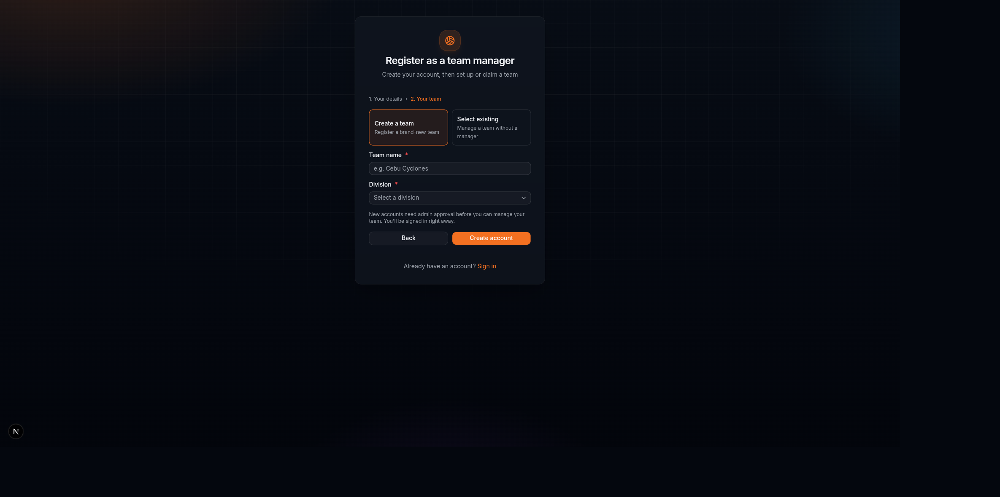 Register as a team manager
Create your account, then set up or claim a team
1. Your details › 2. Your team
Create a team
Register a brand-new team
Select existing
Manage a team without a
manager
Team name *
e.g. Cebu Cyclones
Division *
Select a division
New accounts need admin approval before you can manage your
team. You'll be signed in right away.
Back
Create account
Already have an account? Sign in
N